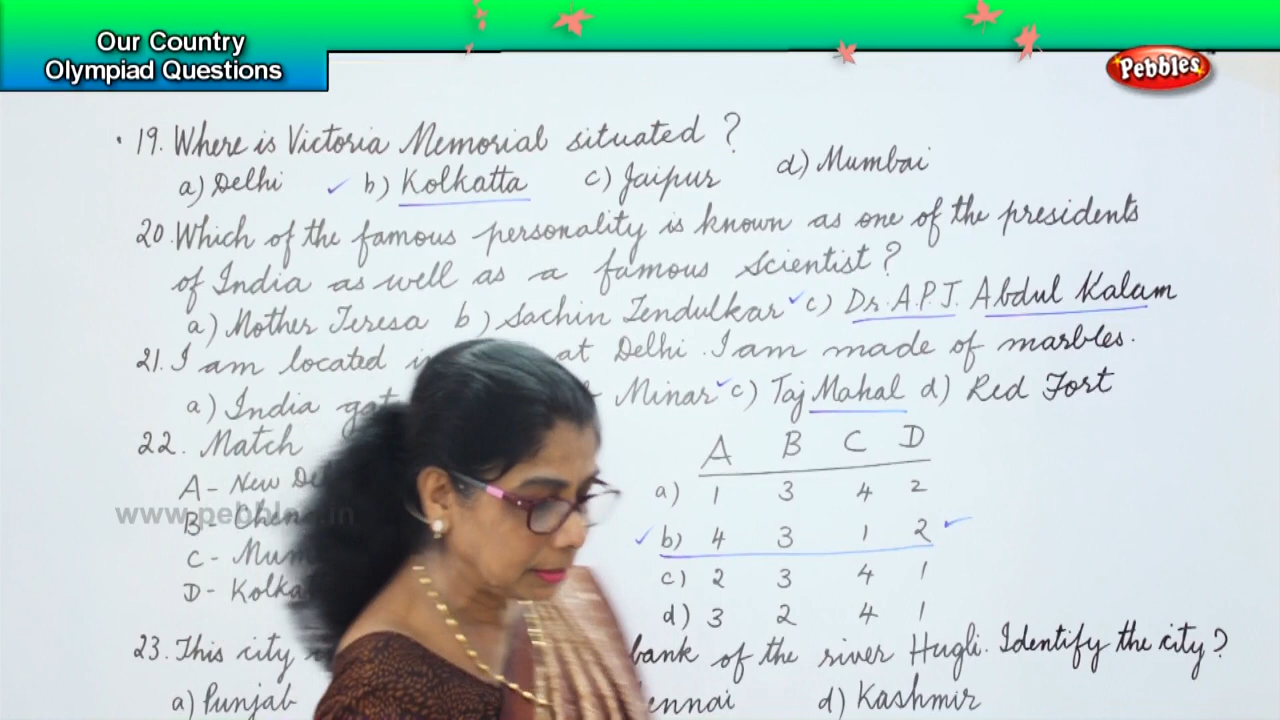 Our Country
Olympiad Questions
Pebbles
19. Where is Victoria Memorial situated ?
a) Delhi b) Kolkatta c) Jaipur d) Mumbai
20. Which of the famous personality is known as one of the presidents
of India as well as a famous scientist ?
a) Mother Teresa b) Sachin Tendulkar c) Dr. A.P.J. Abdul Kalam
21. I am located at Delhi. I am made of marbles.
a) India Minar c) Taj Mahal d) Red Fort
22. Match
A B C D
A - New
a) 1 3 4 2
www.pebbles.in
B -
b) 4 3 1 2
C -
c) 2 3 4 1
D -
d) 3 2 4 1
23. This city bank of the river Hugli. Identify the city?
a) Punjab d) Kashmir